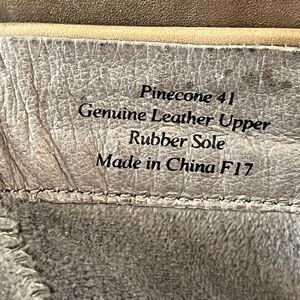 Pinecone 41
Genuine Leather Upper
Rubber Sole
Made in China F17